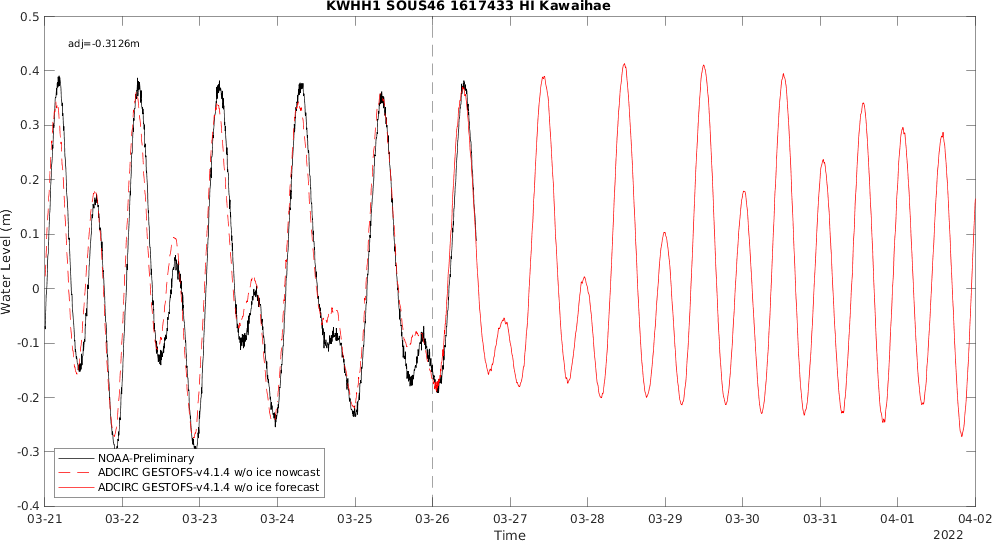 KWHH1 SOUS46 1617433 HI Kawaihae
adj=-0.3126m
Water Level (m)
0.5
0.4
0.3
0.2
0.1
0
-0.1
-0.2
-0.3
-0.4
NOAA-Preliminary
ADCIRC GESTOFS-v4.1.4 w/o ice nowcast
ADCIRC GESTOFS-v4.1.4 w/o ice forecast
03-21 03-22 03-23 03-24 03-25 03-26 03-27 03-28 03-29 03-30 03-31 04-01 04-02
Time
2022